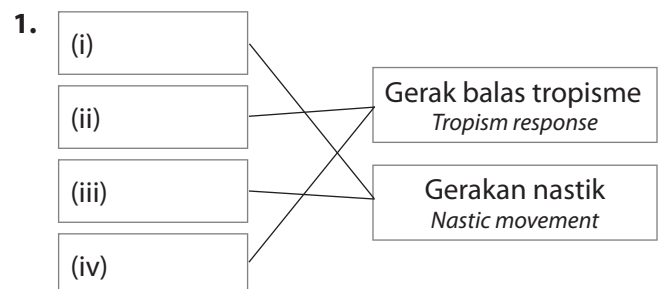 1.
(i)
(ii)
(iii)
(iv)
Gerak balas tropisme
Tropism response
Gerakan nastik
Nastic movement